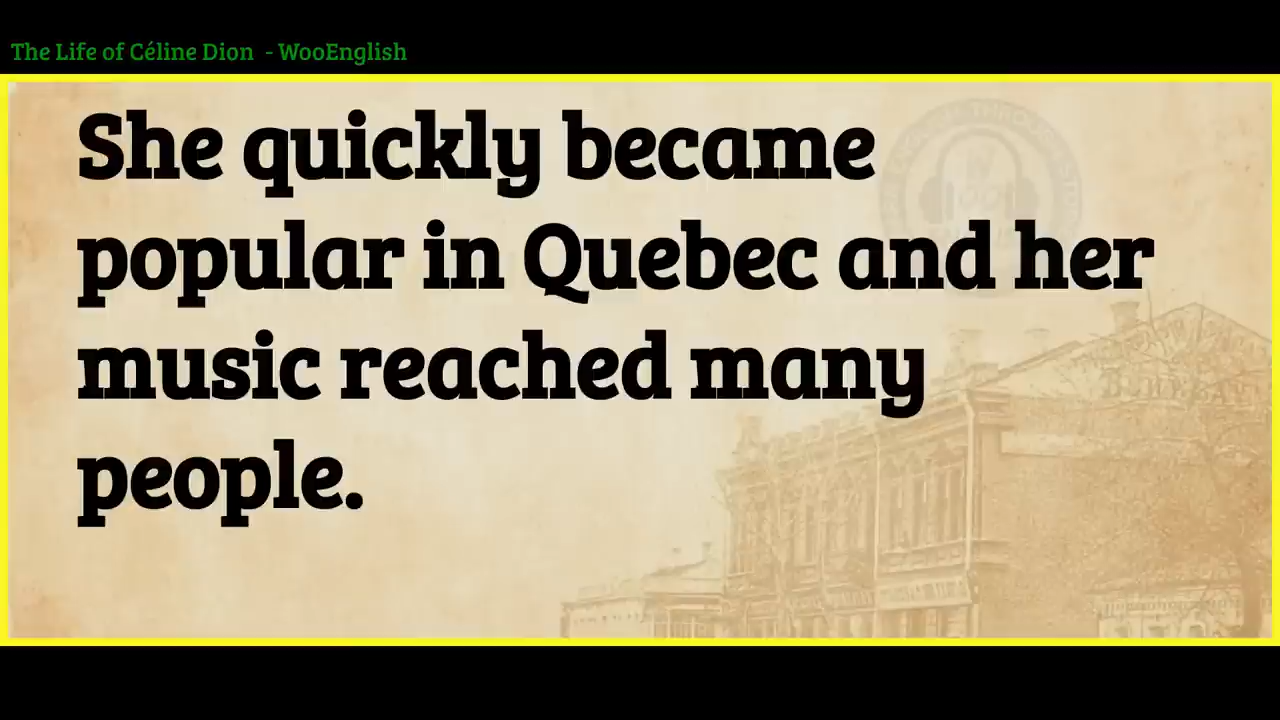 The Life of Céline Dion - WooEnglish
She quickly became
popular in Quebec and her
music reached many
people.